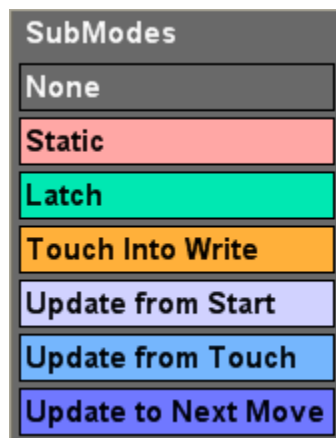 SubModes
None
Static
Latch
Touch Into Write
Update from Start
Update from Touch
Update to Next Move